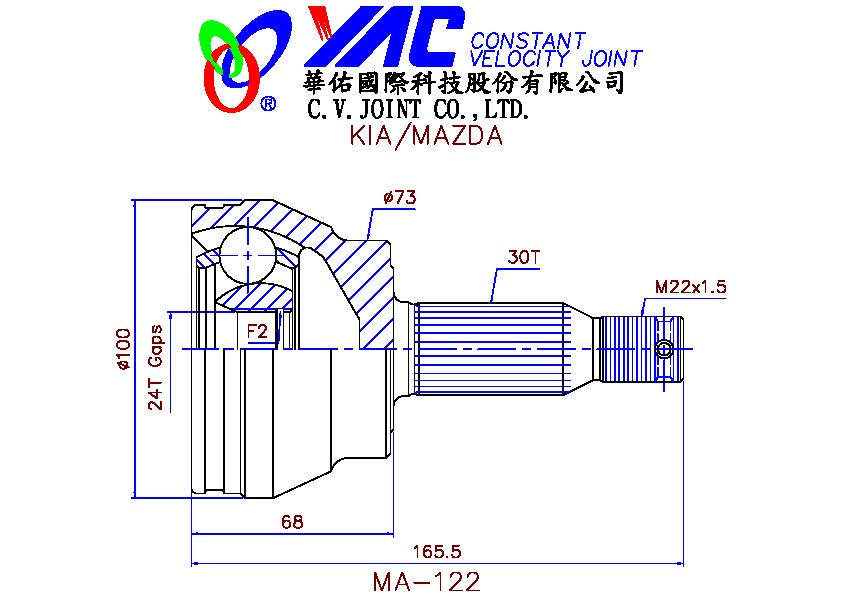 YAC CONSTANT
VELOCITY JOINT
®
華佑國際科技股份有限公司
C.V.JOINT CO.,LTD.
KIA/MAZDA
ø73
30T
M22x1.5
F2
ø100
24T Gaps
68
165.5
MA-122